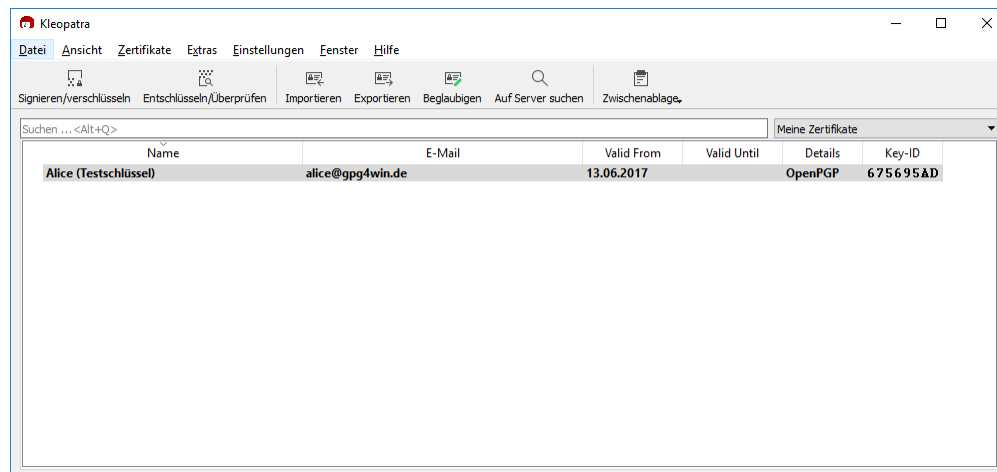 Kleopatra
Datei Ansicht Zertifikate Extras Einstellungen Fenster Hilfe
Signieren/verschlüsseln Entschlüsseln/Überprüfen Importieren Exportieren Beglaubigen Auf Server suchen Zwischenablage
Suchen ...<Alt+Q> Meine Zertifikate
Name E-Mail Valid From Valid Until Details Key-ID
Alice (Testschlüssel) alice@gpg4win.de 13.06.2017 OpenPGP 675695AD